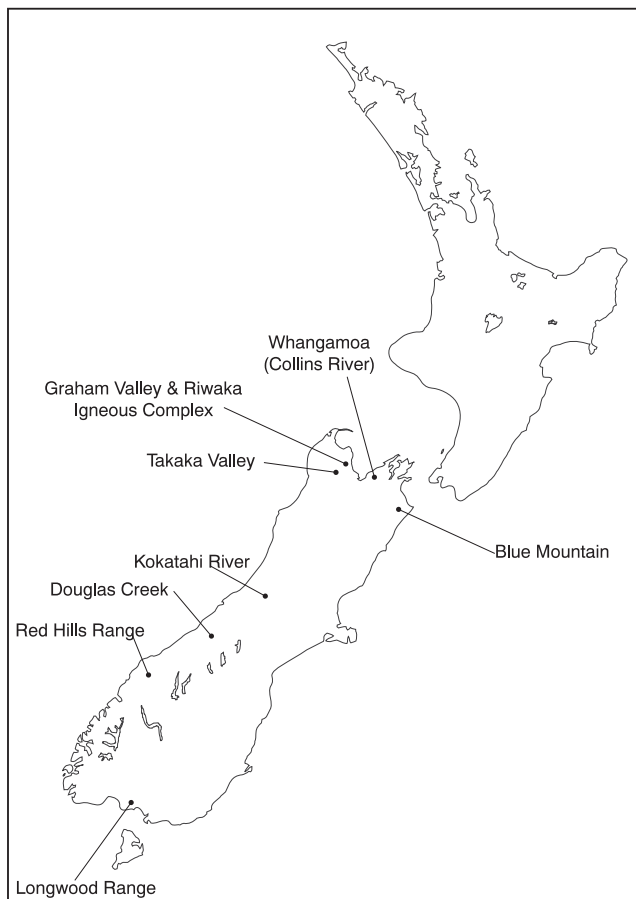 Whangamoa
(Collins River)
Graham Valley & Riwaka
Igneous Complex
Takaka Valley
Blue Mountain
Kokatahi River
Douglas Creek
Red Hills Range
Longwood Range